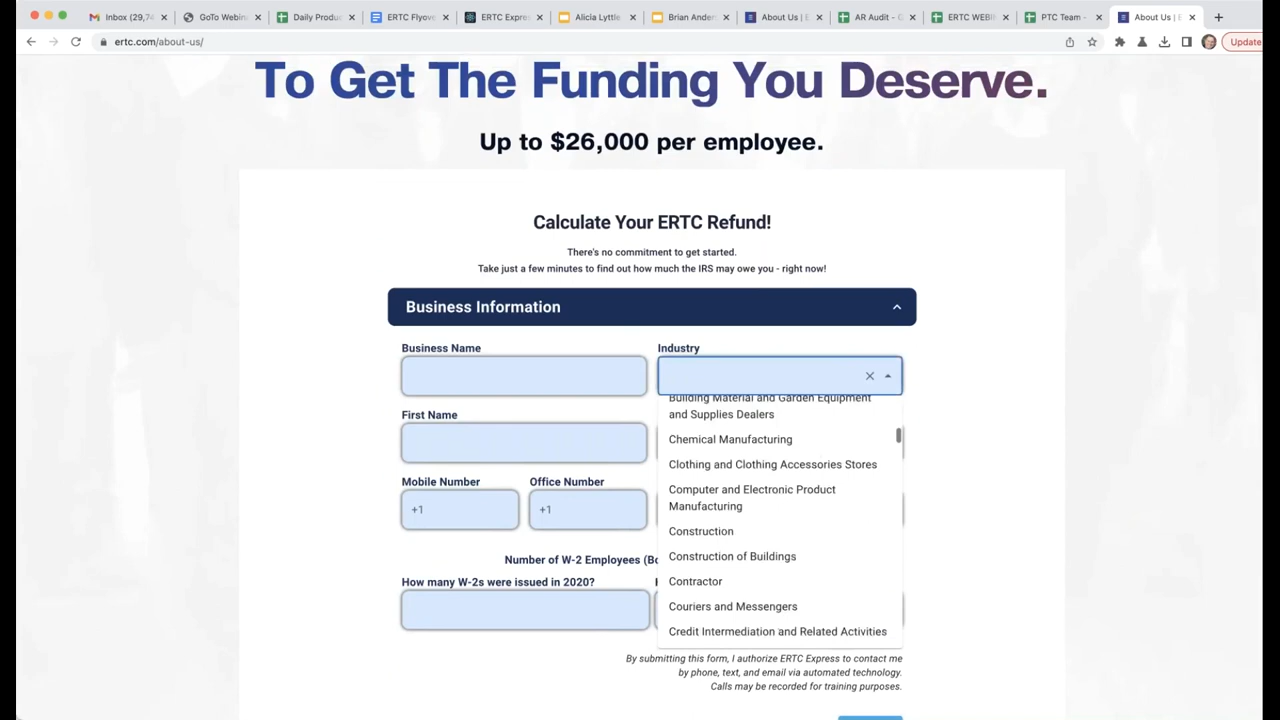 Inbox (29,74
GoTo Webinar
Daily Produc
ERTC Flyove
ERTC Expre
Alicia Lyttle
Brian Ander
About Us | E
AR Audit - G
ERTC WEBI
PTC Team -
About Us | E
ertc.com/about-us/
Update
To Get The Funding You Deserve.
Up to $26,000 per employee.
Calculate Your ERTC Refund!
There's no commitment to get started.
Take just a few minutes to find out how much the IRS may owe you - right now!
Business Information
Business Name
Industry
Building Material and Garden Equipment
and Supplies Dealers
First Name
Chemical Manufacturing
Clothing and Clothing Accessories Stores
Mobile Number
Office Number
Computer and Electronic Product
Manufacturing
+1
+1
Construction
Construction of Buildings
Number of W-2 Employees (Bo
Contractor
How many W-2s were issued in 2020?
Couriers and Messengers
Credit Intermediation and Related Activities
By submitting this form, I authorize ERTC Express to contact me
by phone, text, and email via automated technology.
Calls may be recorded for training purposes.